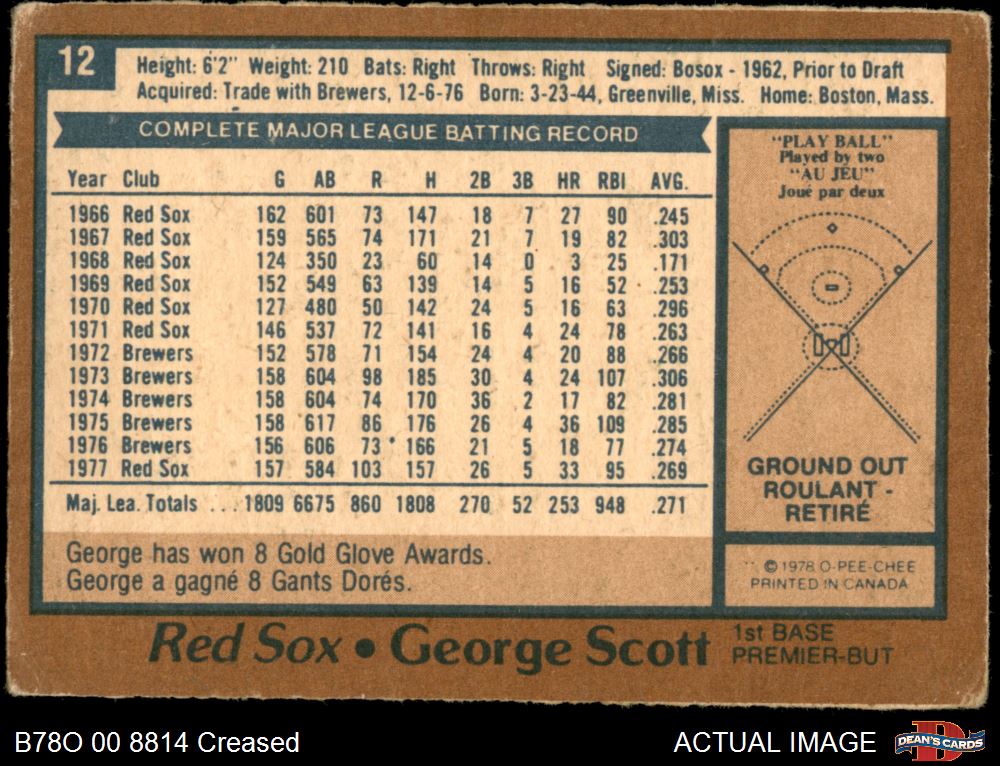 12
Height: 6'2" Weight: 210 Bats: Right Throws: Right Signed: Bosox - 1962, Prior to Draft
Acquired: Trade with Brewers, 12-6-76 Born: 3-23-44, Greenville, Miss. Home: Boston, Mass.
COMPLETE MAJOR LEAGUE BATTING RECORD
Year Club G AB R H 2B 3B HR RBI AVG.
1966 Red Sox 162 601 73 147 18 7 27 90 .245
1967 Red Sox 159 565 74 171 21 7 19 82 .303
1968 Red Sox 124 350 23 60 14 0 3 25 .171
1969 Red Sox 152 549 63 139 14 5 16 52 .253
1970 Red Sox 127 480 50 142 24 5 16 63 .296
1971 Red Sox 146 537 72 141 16 4 24 78 .263
1972 Brewers 152 578 71 154 24 4 20 88 .266
1973 Brewers 158 604 98 185 30 4 24 107 .306
1974 Brewers 158 604 74 170 36 2 17 82 .281
1975 Brewers 158 617 86 176 26 4 36 109 .285
1976 Brewers 156 606 73 166 21 5 18 77 .274
1977 Red Sox 157 584 103 157 26 5 33 95 .269
Maj. Lea. Totals ... 1809 6675 860 1808 270 52 253 948 .271
George has won 8 Gold Glove Awards.
George a gagné 8 Gants Dorés.
"PLAY BALL"
Played by two
"AU JEU"
Joué par deux
GROUND OUT
ROULANT -
RETIRÉ
© 1978 O-PEE-CHEE
PRINTED IN CANADA
Red Sox • George Scott
1st BASE
PREMIER-BUT
B78O 00 8814 Creased
ACTUAL IMAGE
D
DEAN'S CARDS